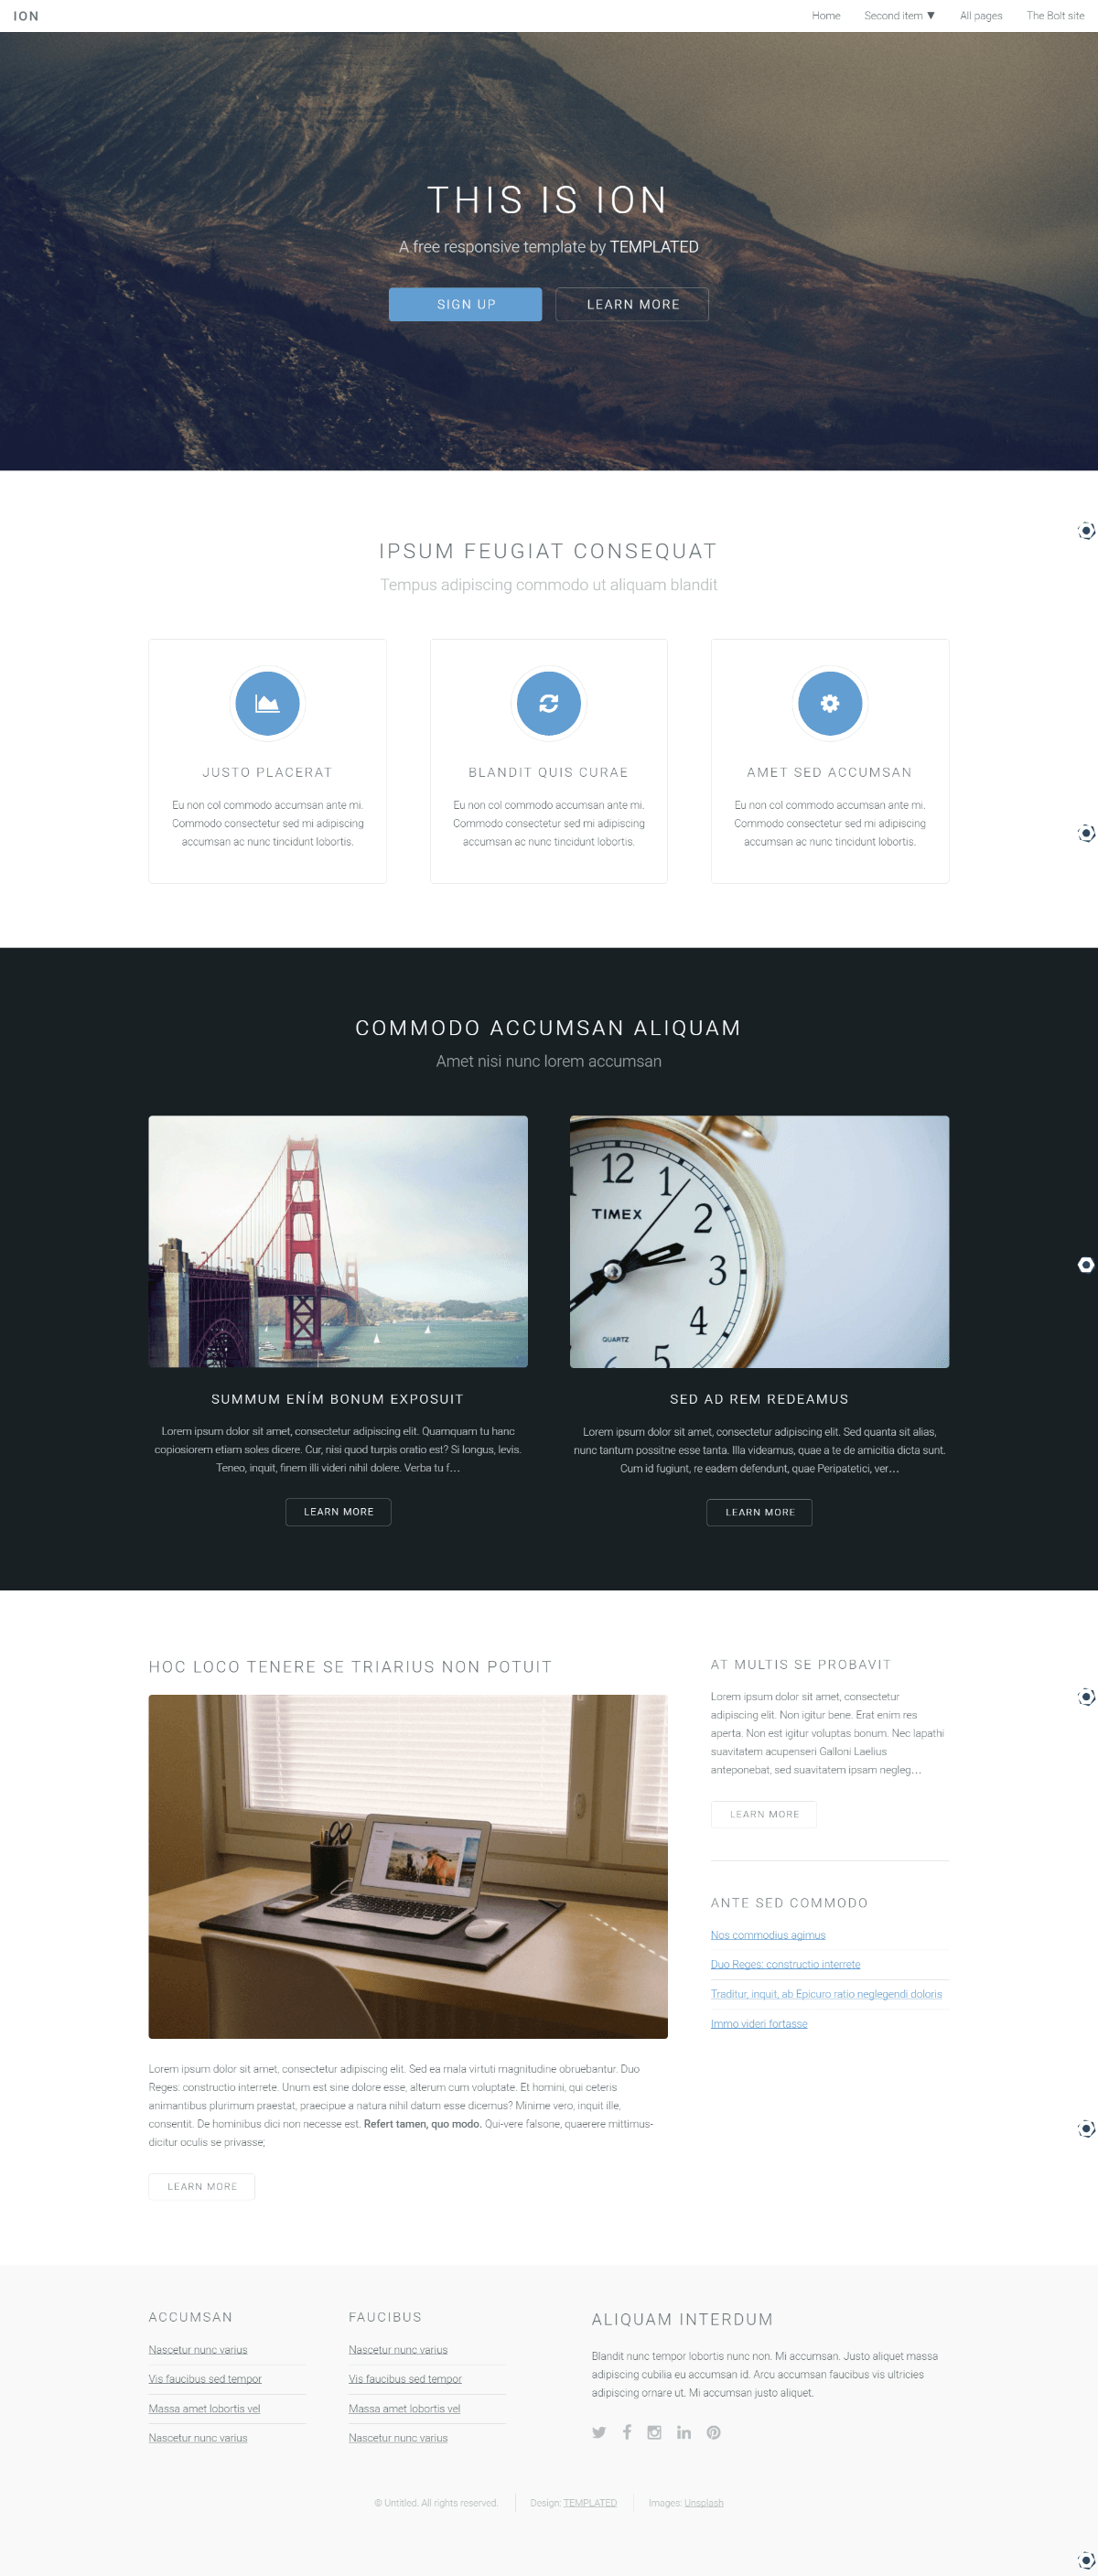 ION
Home Second item ▼ All pages The Bolt site
THIS IS ION
A free responsive template by TEMPLATED
SIGN UP LEARN MORE
IPSUM FEUGIAT CONSEQUAT
Tempus adipiscing commodo ut aliquam blandit
JUSTO PLACERAT
Eu non col commodo accumsan ante mi.
Commodo consectetur sed mi adipiscing
accumsan ac nunc tincidunt lobortis.
BLANDIT QUIS CURAE
Eu non col commodo accumsan ante mi.
Commodo consectetur sed mi adipiscing
accumsan ac nunc tincidunt lobortis.
AMET SED ACCUMSAN
Eu non col commodo accumsan ante mi.
Commodo consectetur sed mi adipiscing
accumsan ac nunc tincidunt lobortis.
COMMODO ACCUMSAN ALIQUAM
Amet nisi nunc lorem accumsan
11 12 1
TIMEX
2
3
4
QUARTZ
6 5
SUMMUM ENÍM BONUM EXPOSUIT
Lorem ipsum dolor sit amet, consectetur adipiscing elit. Quamquam tu hanc
copiosiorem etiam soles dicere. Cur, nisi quod turpis oratio est? Si longus, levis.
Teneo, inquit, finem illi videri nihil dolere. Verba tu f…
LEARN MORE
SED AD REM REDEAMUS
Lorem ipsum dolor sit amet, consectetur adipiscing elit. Sed quanta sit alias,
nunc tantum possitne esse tanta. Illa videamus, quae a te de amicitia dicta sunt.
Cum id fugiunt, re eadem defendunt, quae Peripatetici, ver…
LEARN MORE
HOC LOCO TENERE SE TRIARIUS NON POTUIT
Lorem ipsum dolor sit amet, consectetur adipiscing elit. Sed ea mala virtuti magnitudine obruebantur. Duo
Reges: constructio interrete. Unum est sine dolore esse, alterum cum voluptate. Et homini, qui ceteris
animantibus plurimum praestat, praecipue a natura nihil datum esse dicemus? Minime vero, inquit ille,
consentit. De hominibus dici non necesse est. Refert tamen, quo modo. Qui-vere falsone, quaerere mittimus-
dicitur oculis se privasse;
LEARN MORE
AT MULTIS SE PROBAVIT
Lorem ipsum dolor sit amet, consectetur
adipiscing elit. Non igitur bene. Erat enim res
aperta. Non est igitur voluptas bonum. Nec lapathi
suavitatem acupenseri Galloni Laelius
anteponebat, sed suavitatem ipsam negleg…
LEARN MORE
ANTE SED COMMODO
Nos commodius agimus
Duo Reges: constructio interrete
Traditur, inquit, ab Epicuro ratio neglegendi doloris
Immo videri fortasse
ACCUMSAN
Nascetur nunc varius
Vis faucibus sed tempor
Massa amet lobortis vel
Nascetur nunc varius
FAUCIBUS
Nascetur nunc varius
Vis faucibus sed tempor
Massa amet lobortis vel
Nascetur nunc varius
ALIQUAM INTERDUM
Blandit nunc tempor lobortis nunc non. Mi accumsan. Justo aliquet massa
adipiscing cubilia eu accumsan id. Arcu accumsan faucibus vis ultricies
adipiscing ornare ut. Mi accumsan justo aliquet.
© Untitled. All rights reserved. Design: TEMPLATED Images: Unsplash